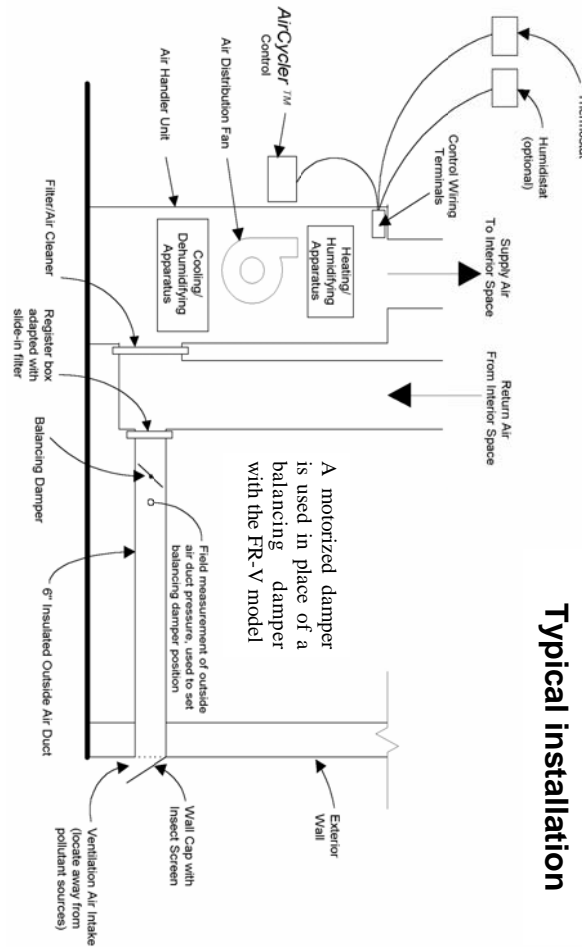 Typical installation
Thermostat
Humidistat
(optional)
Control Wiring
Terminals
AirCycler ™
Control
Air Distribution Fan
Air Handler Unit
Filter/Air Cleaner
Register box
adapted with
slide-in filter
Balancing Damper
6" Insulated Outside Air Duct
Supply Air
To Interior Space
Return Air
From Interior Space
Heating/
Humidifying
Apparatus
Cooling/
Dehumidifying
Apparatus
A motorized damper
is used in place of a
balancing damper
with the FR-V model
Field measurement of outside
air duct pressure, used to set
balancing damper position
Exterior
Wall
Wall Cap with
Insect Screen
Ventilation Air Intake
(locate away from
pollutant sources)